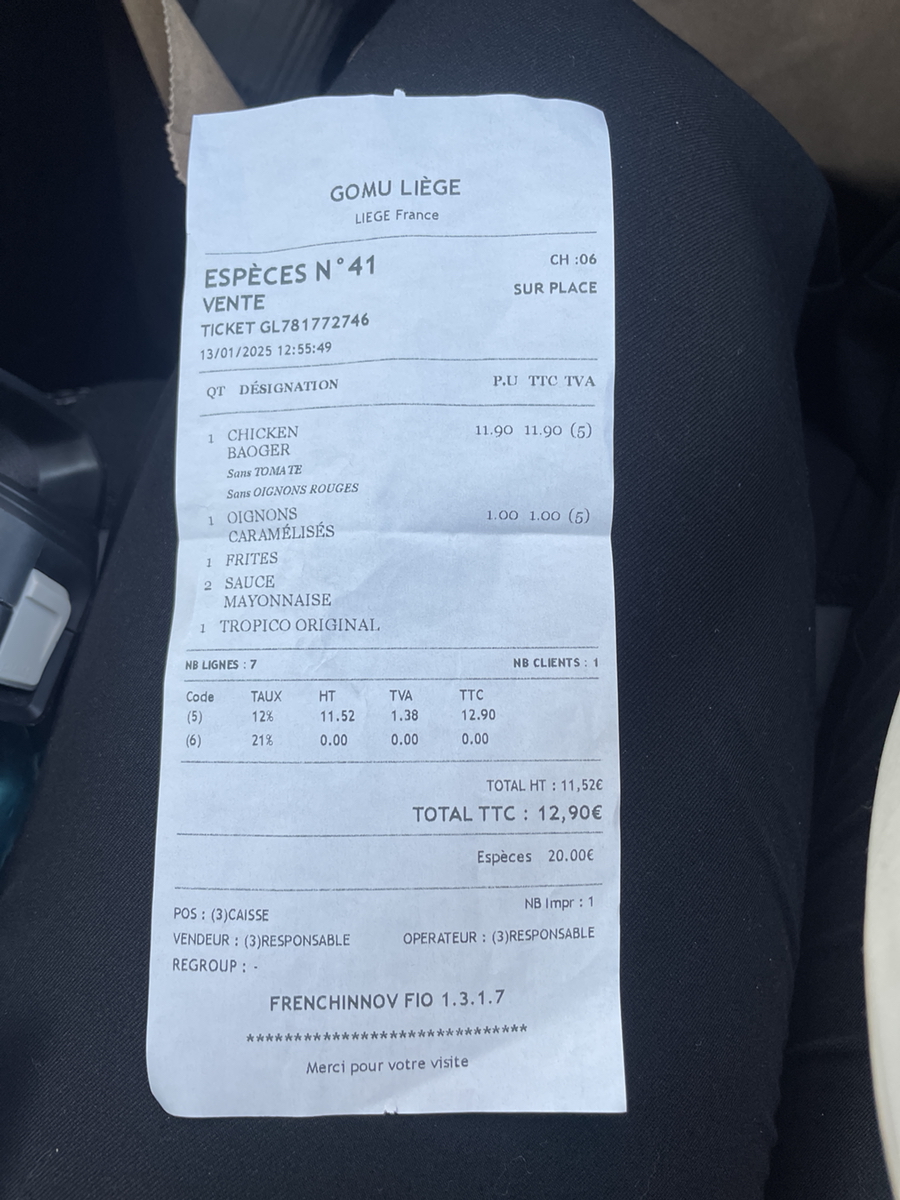 GOMU LIÈGE
LIEGE France
ESPÈCES N°41 CH :06
VENTE SUR PLACE
TICKET GL781772746
13/01/2025 12:55:49
QT DÉSIGNATION P.U TTC TVA
1 CHICKEN 11.90 11.90 (5)
BAOGER
Sans TOMATE
Sans OIGNONS ROUGES
1 OIGNONS 1.00 1.00 (5)
CARAMÉLISÉS
1 FRITES
2 SAUCE
MAYONNAISE
1 TROPICO ORIGINAL
NB LIGNES : 7 NB CLIENTS : 1
Code TAUX HT TVA TTC
(5) 12% 11.52 1.38 12.90
(6) 21% 0.00 0.00 0.00
TOTAL HT : 11,52€
TOTAL TTC : 12,90€
Espèces 20.00€
NB Impr : 1
POS : (3)CAISSE
VENDEUR : (3)RESPONSABLE OPERATEUR : (3)RESPONSABLE
REGROUP : -
FRENCHINNOV FIO 1.3.1.7
*****************************
Merci pour votre visite